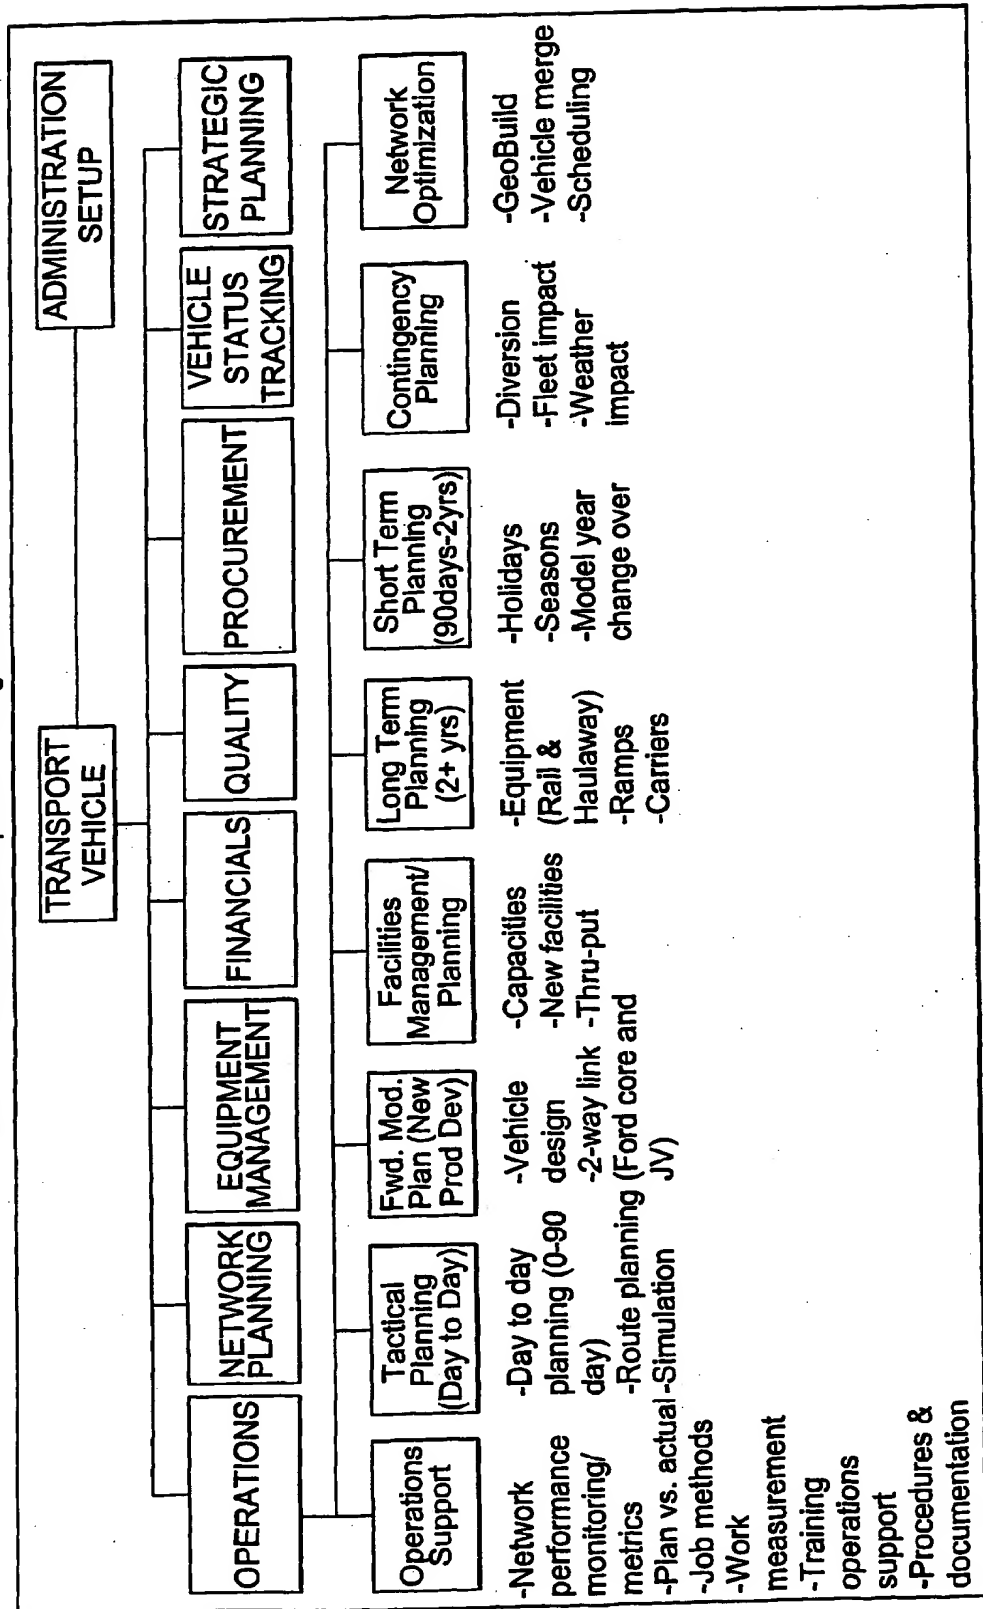 TRANSPORT
VEHICLE
ADMINISTRATION
SETUP
OPERATIONS
NETWORK
PLANNING
EQUIPMENT
MANAGEMENT
FINANCIALS
QUALITY
PROCUREMENT
VEHICLE
STATUS
TRACKING
STRATEGIC
PLANNING
Operations
Support
Tactical
Planning
(Day to Day)
Fwd. Mod.
Plan (New
Prod Dev)
Facilities
Management/
Planning
Long Term
Planning
(2+ yrs)
Short Term
Planning
(90days-2yrs)
Contingency
Planning
Network
Optimization
-Network
performance
monitoring/
metrics
-Plan vs. actual
-Job methods
-Work
measurement
-Training
operations
support
-Procedures &
documentation
-Day to day
planning (0-90
day)
-Route planning
-Simulation
-Vehicle
design
-2-way link
(Ford core and
JV)
-Capacities
-New facilities
-Thru-put
-Equipment
(Rail &
Haulaway)
-Ramps
-Carriers
-Holidays
-Seasons
-Model year
change over
-Diversion
-Fleet impact
-Weather
impact
-GeoBuild
-Vehicle merge
-Scheduling